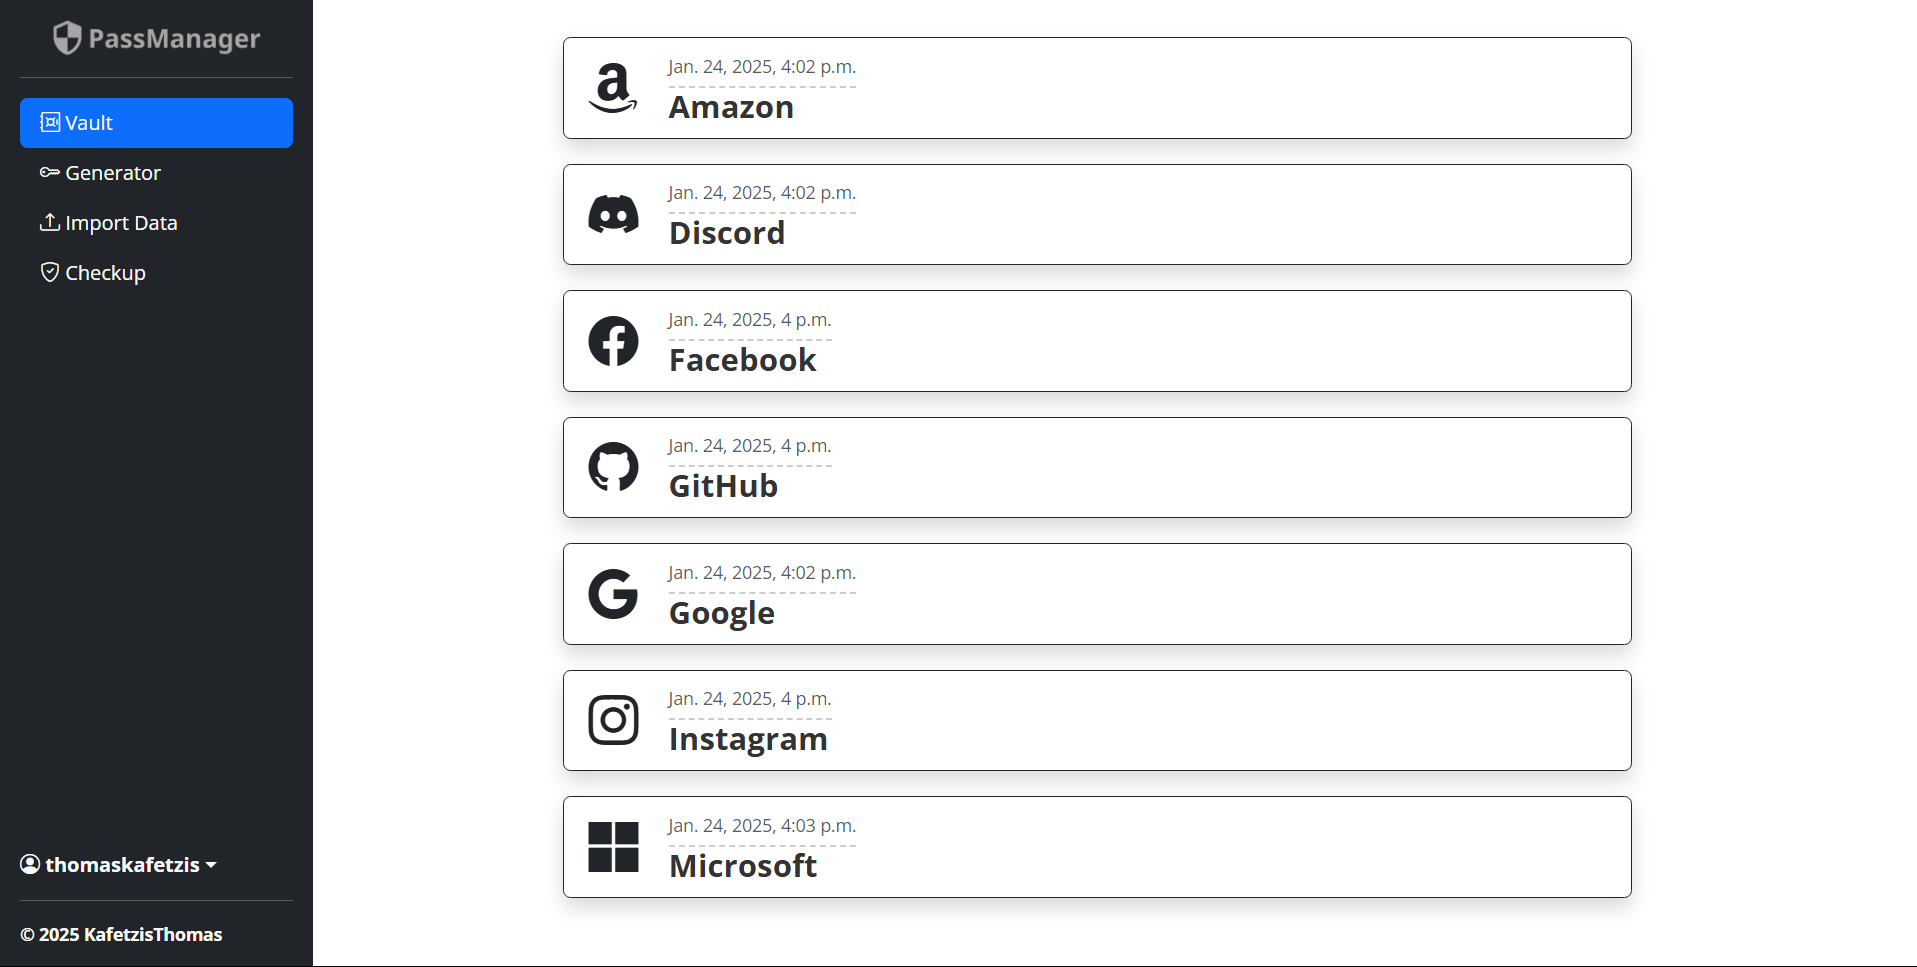 PassManager
Vault
Generator
Import Data
Checkup
thomaskafetzis
© 2025 KafetzisThomas
Jan. 24, 2025, 4:02 p.m.
Amazon
Jan. 24, 2025, 4:02 p.m.
Discord
Jan. 24, 2025, 4 p.m.
Facebook
Jan. 24, 2025, 4 p.m.
GitHub
Jan. 24, 2025, 4:02 p.m.
Google
Jan. 24, 2025, 4 p.m.
Instagram
Jan. 24, 2025, 4:03 p.m.
Microsoft